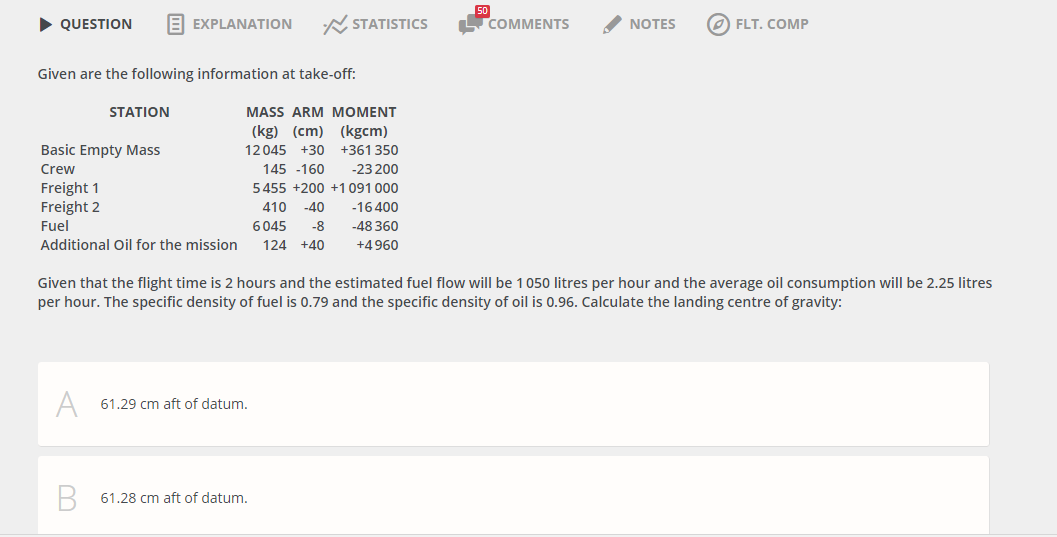 QUESTION EXPLANATION STATISTICS 50 COMMENTS NOTES FLT. COMP
Given are the following information at take-off:
STATION MASS ARM MOMENT
(kg) (cm) (kgcm)
Basic Empty Mass 12 045 +30 +361 350
Crew 145 -160 -23 200
Freight 1 5 455 +200 +1 091 000
Freight 2 410 -40 -16 400
Fuel 6 045 -8 -48 360
Additional Oil for the mission 124 +40 +4 960
Given that the flight time is 2 hours and the estimated fuel flow will be 1 050 litres per hour and the average oil consumption will be 2.25 litres
per hour. The specific density of fuel is 0.79 and the specific density of oil is 0.96. Calculate the landing centre of gravity:
A 61.29 cm aft of datum.
B 61.28 cm aft of datum.